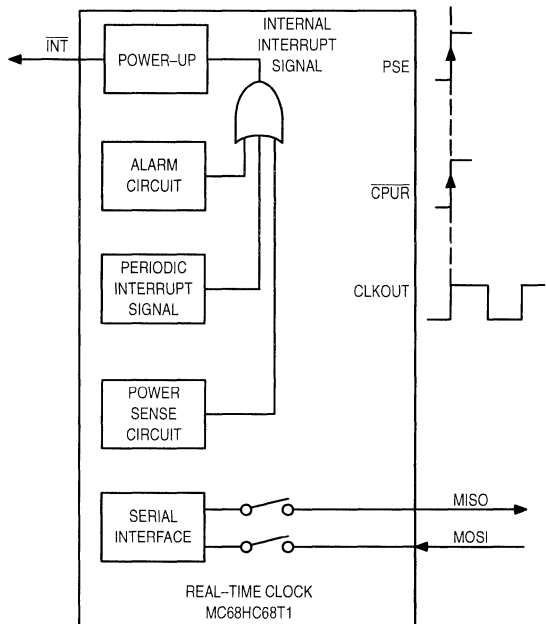 INTERNAL
INTERRUPT
SIGNAL
INT
POWER–UP
PSE
ALARM
CIRCUIT
CPUR
PERIODIC
INTERRUPT
SIGNAL
CLKOUT
POWER
SENSE
CIRCUIT
SERIAL
INTERFACE
MISO
MOSI
REAL–TIME CLOCK
MC68HC68T1